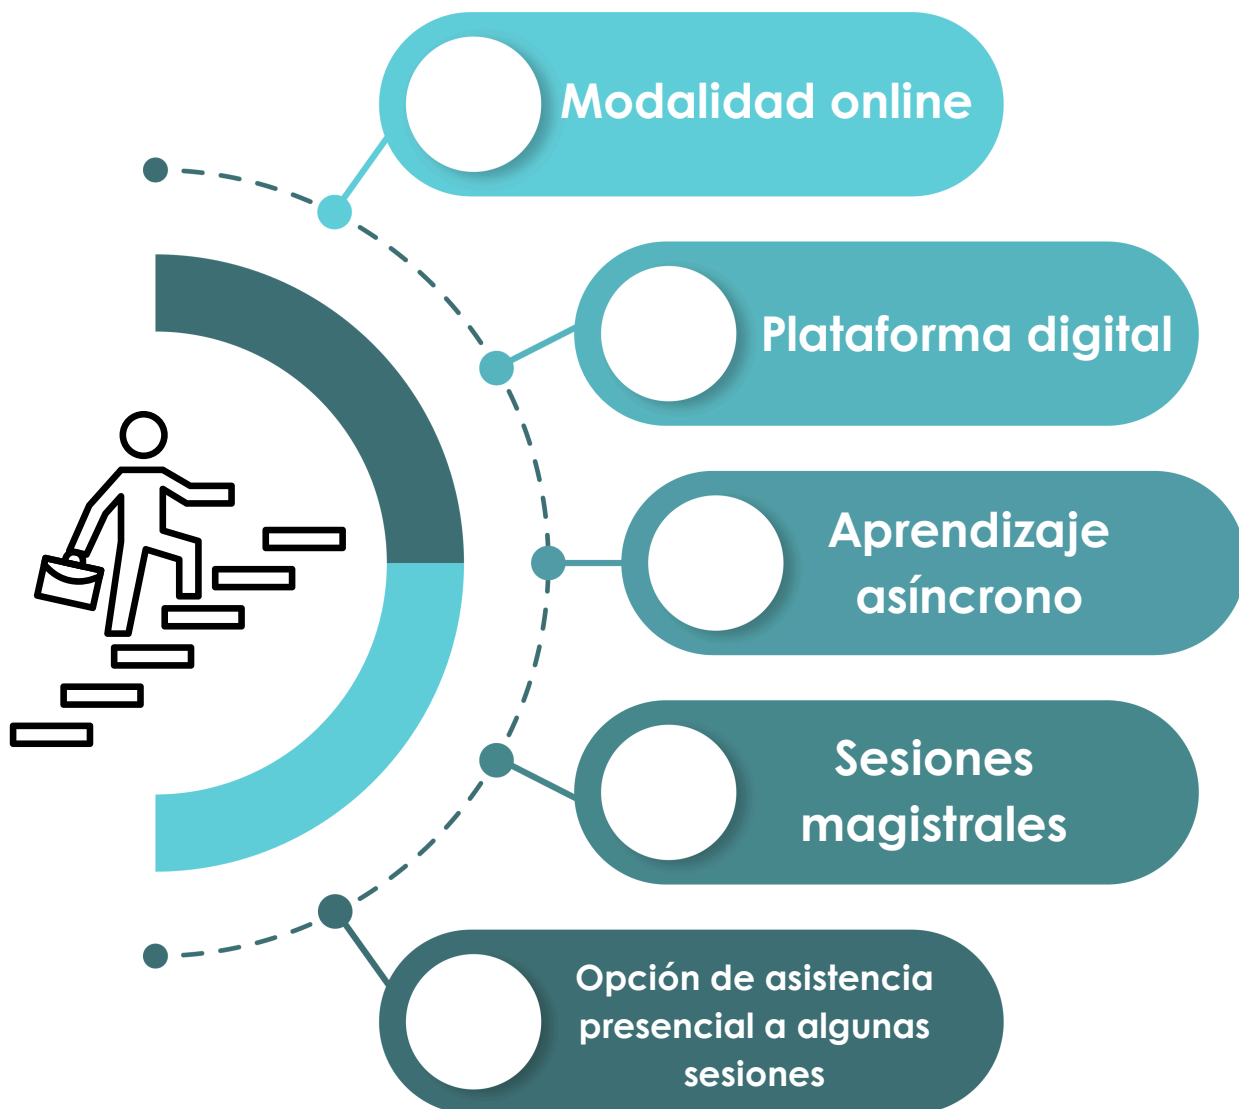 Modalidad online
Plataforma digital
Aprendizaje
asíncrono
Sesiones
magistrales
Opción de asistencia
presencial a algunas
sesiones